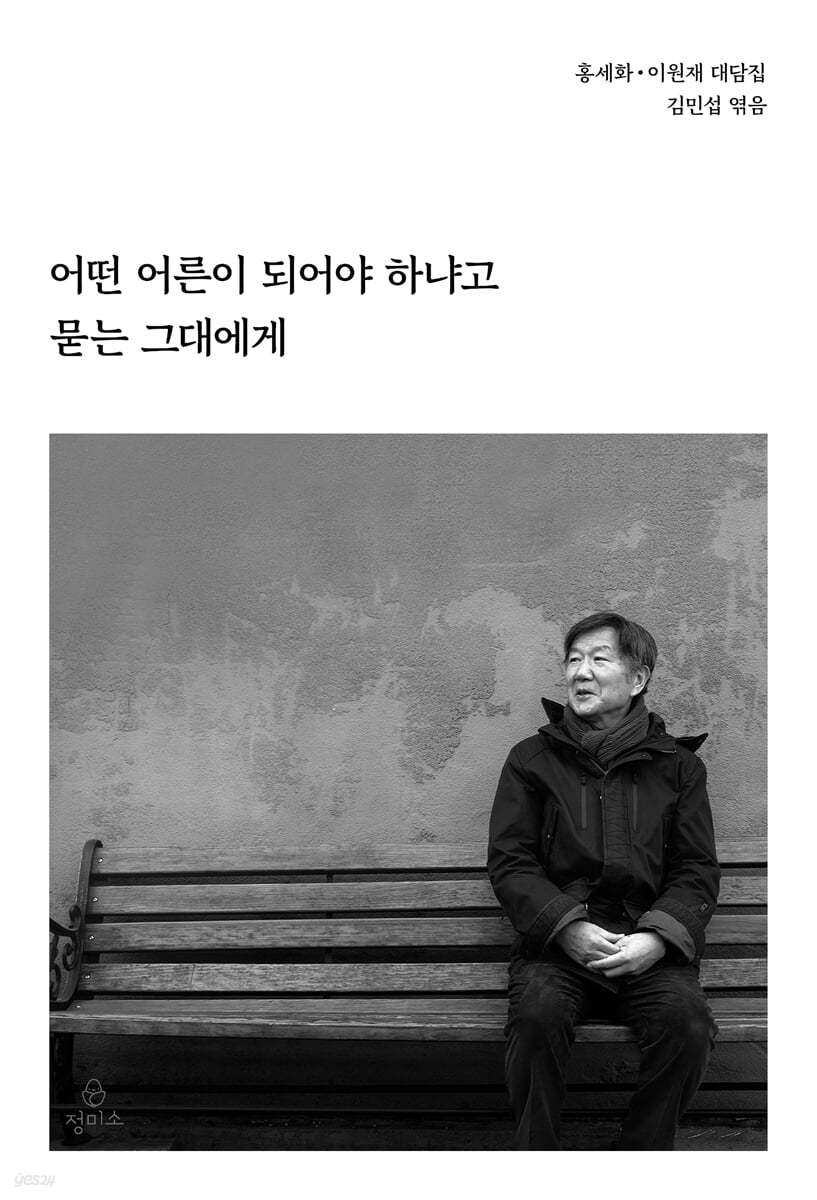 홍세화·이원재 대담집
김민섭 엮음
어떤 어른이 되어야 하냐고
묻는 그대에게
정미소
yes24